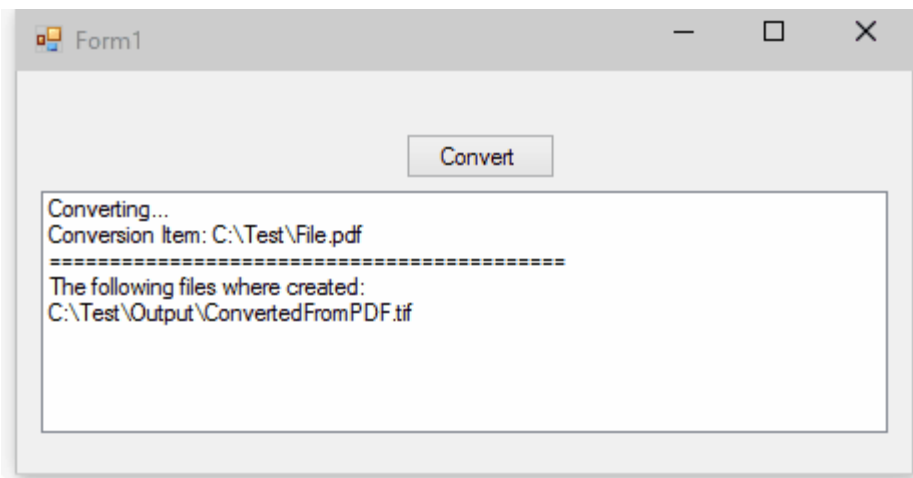 Form1
Convert
Converting...
Conversion Item: C:\Test\File.pdf
===========================================
The following files where created:
C:\Test\Output\ConvertedFromPDF.tif